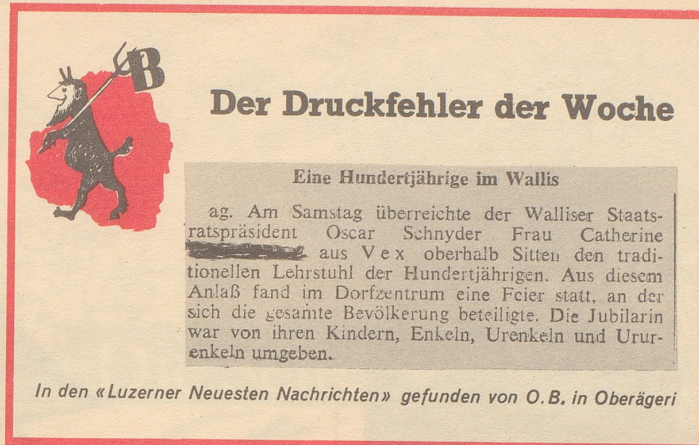 B
Der Druckfehler der Woche
Eine Hundertjährige im Wallis
ag. Am Samstag überreichte der Walliser Staats-
ratspräsident Oscar Schnyder Frau Catherine
aus Vex oberhalb Sitten den tradi-
tionellen Lehrstuhl der Hundertjährigen. Aus diesem
Anlaß fand im Dorfzentrum eine Feier statt, an der
sich die gesamte Bevölkerung beteiligte. Die Jubilarin
war von ihren Kindern, Enkeln, Urenkeln und Urur-
enkeln umgeben.
In den «Luzerner Neuesten Nachrichten» gefunden von O.B. in Oberägeri